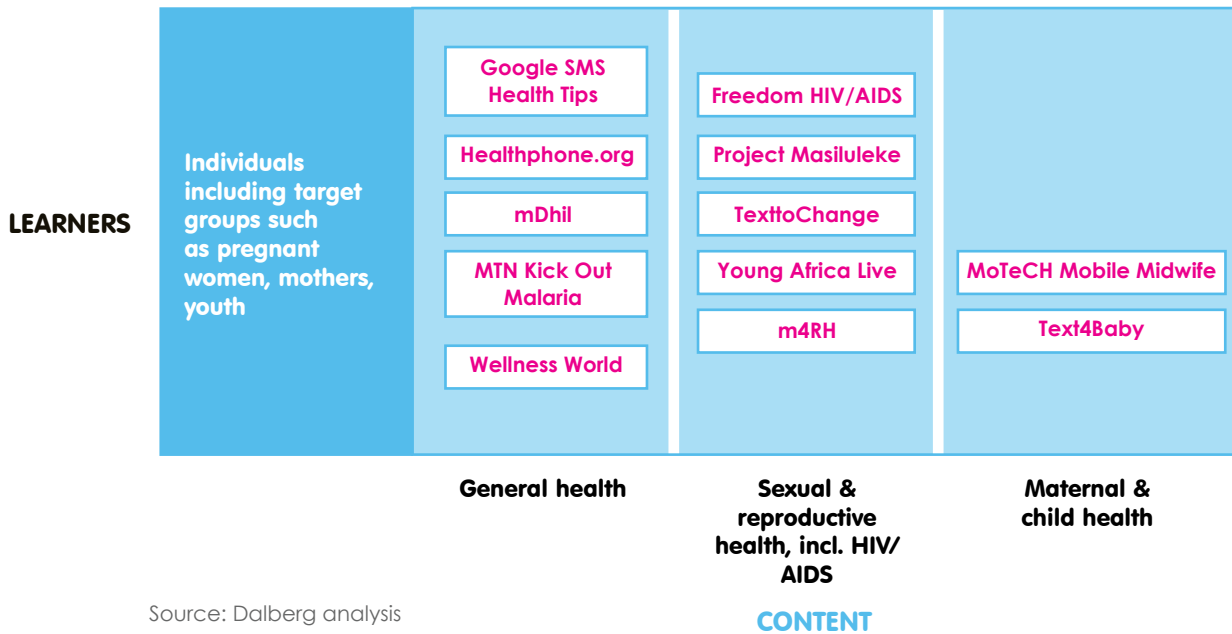 LEARNERS
Individuals
including target
groups such
as pregnant
women, mothers,
youth
Google SMS
Health Tips
Healthphone.org
mDhil
MTN Kick Out
Malaria
Wellness World
Freedom HIV/AIDS
Project Masiluleke
TexttoChange
Young Africa Live
m4RH
MoTeCH Mobile Midwife
Text4Baby
General health
Sexual &
reproductive
health, incl. HIV/
AIDS
Maternal &
child health
CONTENT
Source: Dalberg analysis